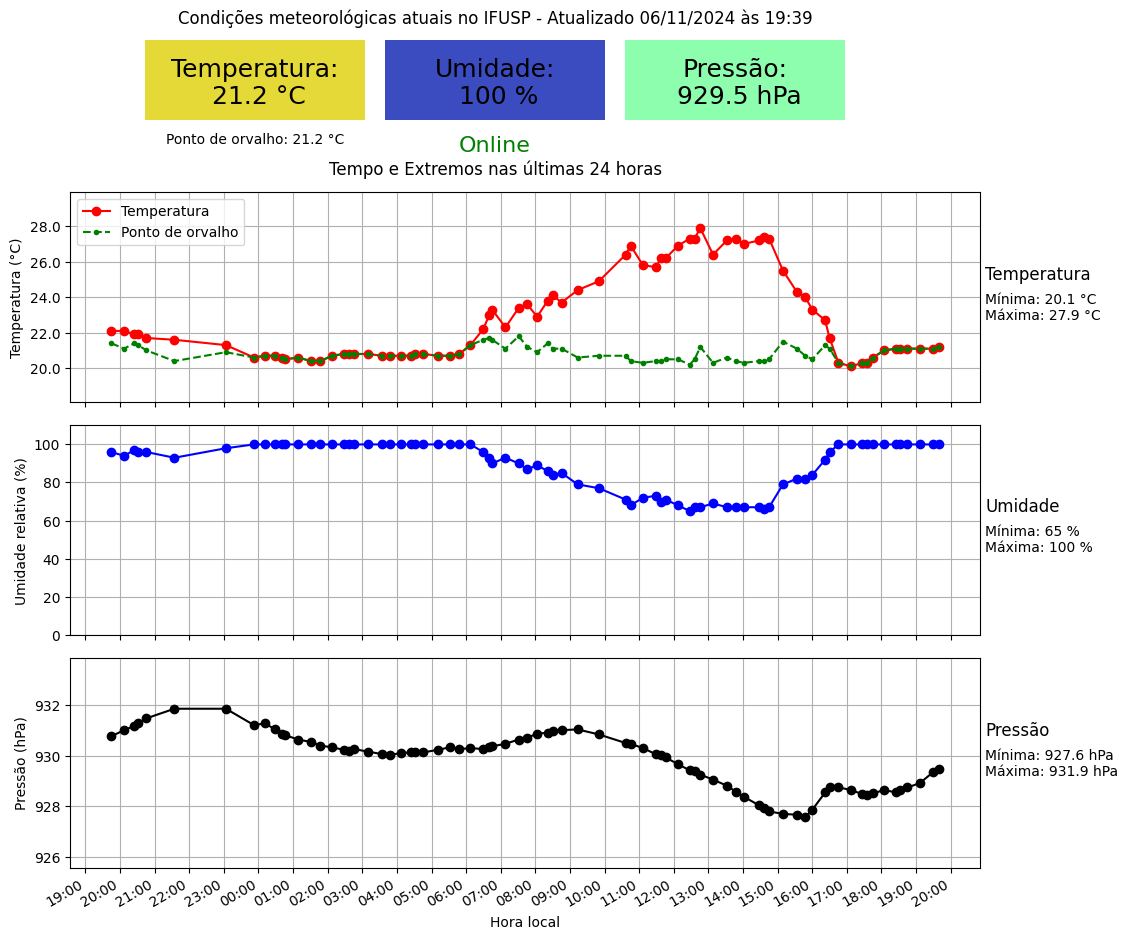 Condições meteorológicas atuais no IFUSP - Atualizado 06/11/2024 às 19:39
Temperatura:
21.2 °C
Umidade:
100 %
Pressão:
929.5 hPa
Ponto de orvalho: 21.2 °C
Online
Tempo e Extremos nas últimas 24 horas
Temperatura (°C)
28.0
26.0
24.0
22.0
20.0
Temperatura
Ponto de orvalho
Temperatura
Mínima: 20.1 °C
Máxima: 27.9 °C
Umidade relativa (%)
100
80
60
40
20
0
Umidade
Mínima: 65 %
Máxima: 100 %
Pressão (hPa)
932
930
928
926
Pressão
Mínima: 927.6 hPa
Máxima: 931.9 hPa
19:00 20:00 21:00 22:00 23:00 00:00 01:00 02:00 03:00 04:00 05:00 06:00 07:00 08:00 09:00 10:00 11:00 12:00 13:00 14:00 15:00 16:00 17:00 18:00 19:00 20:00
Hora local